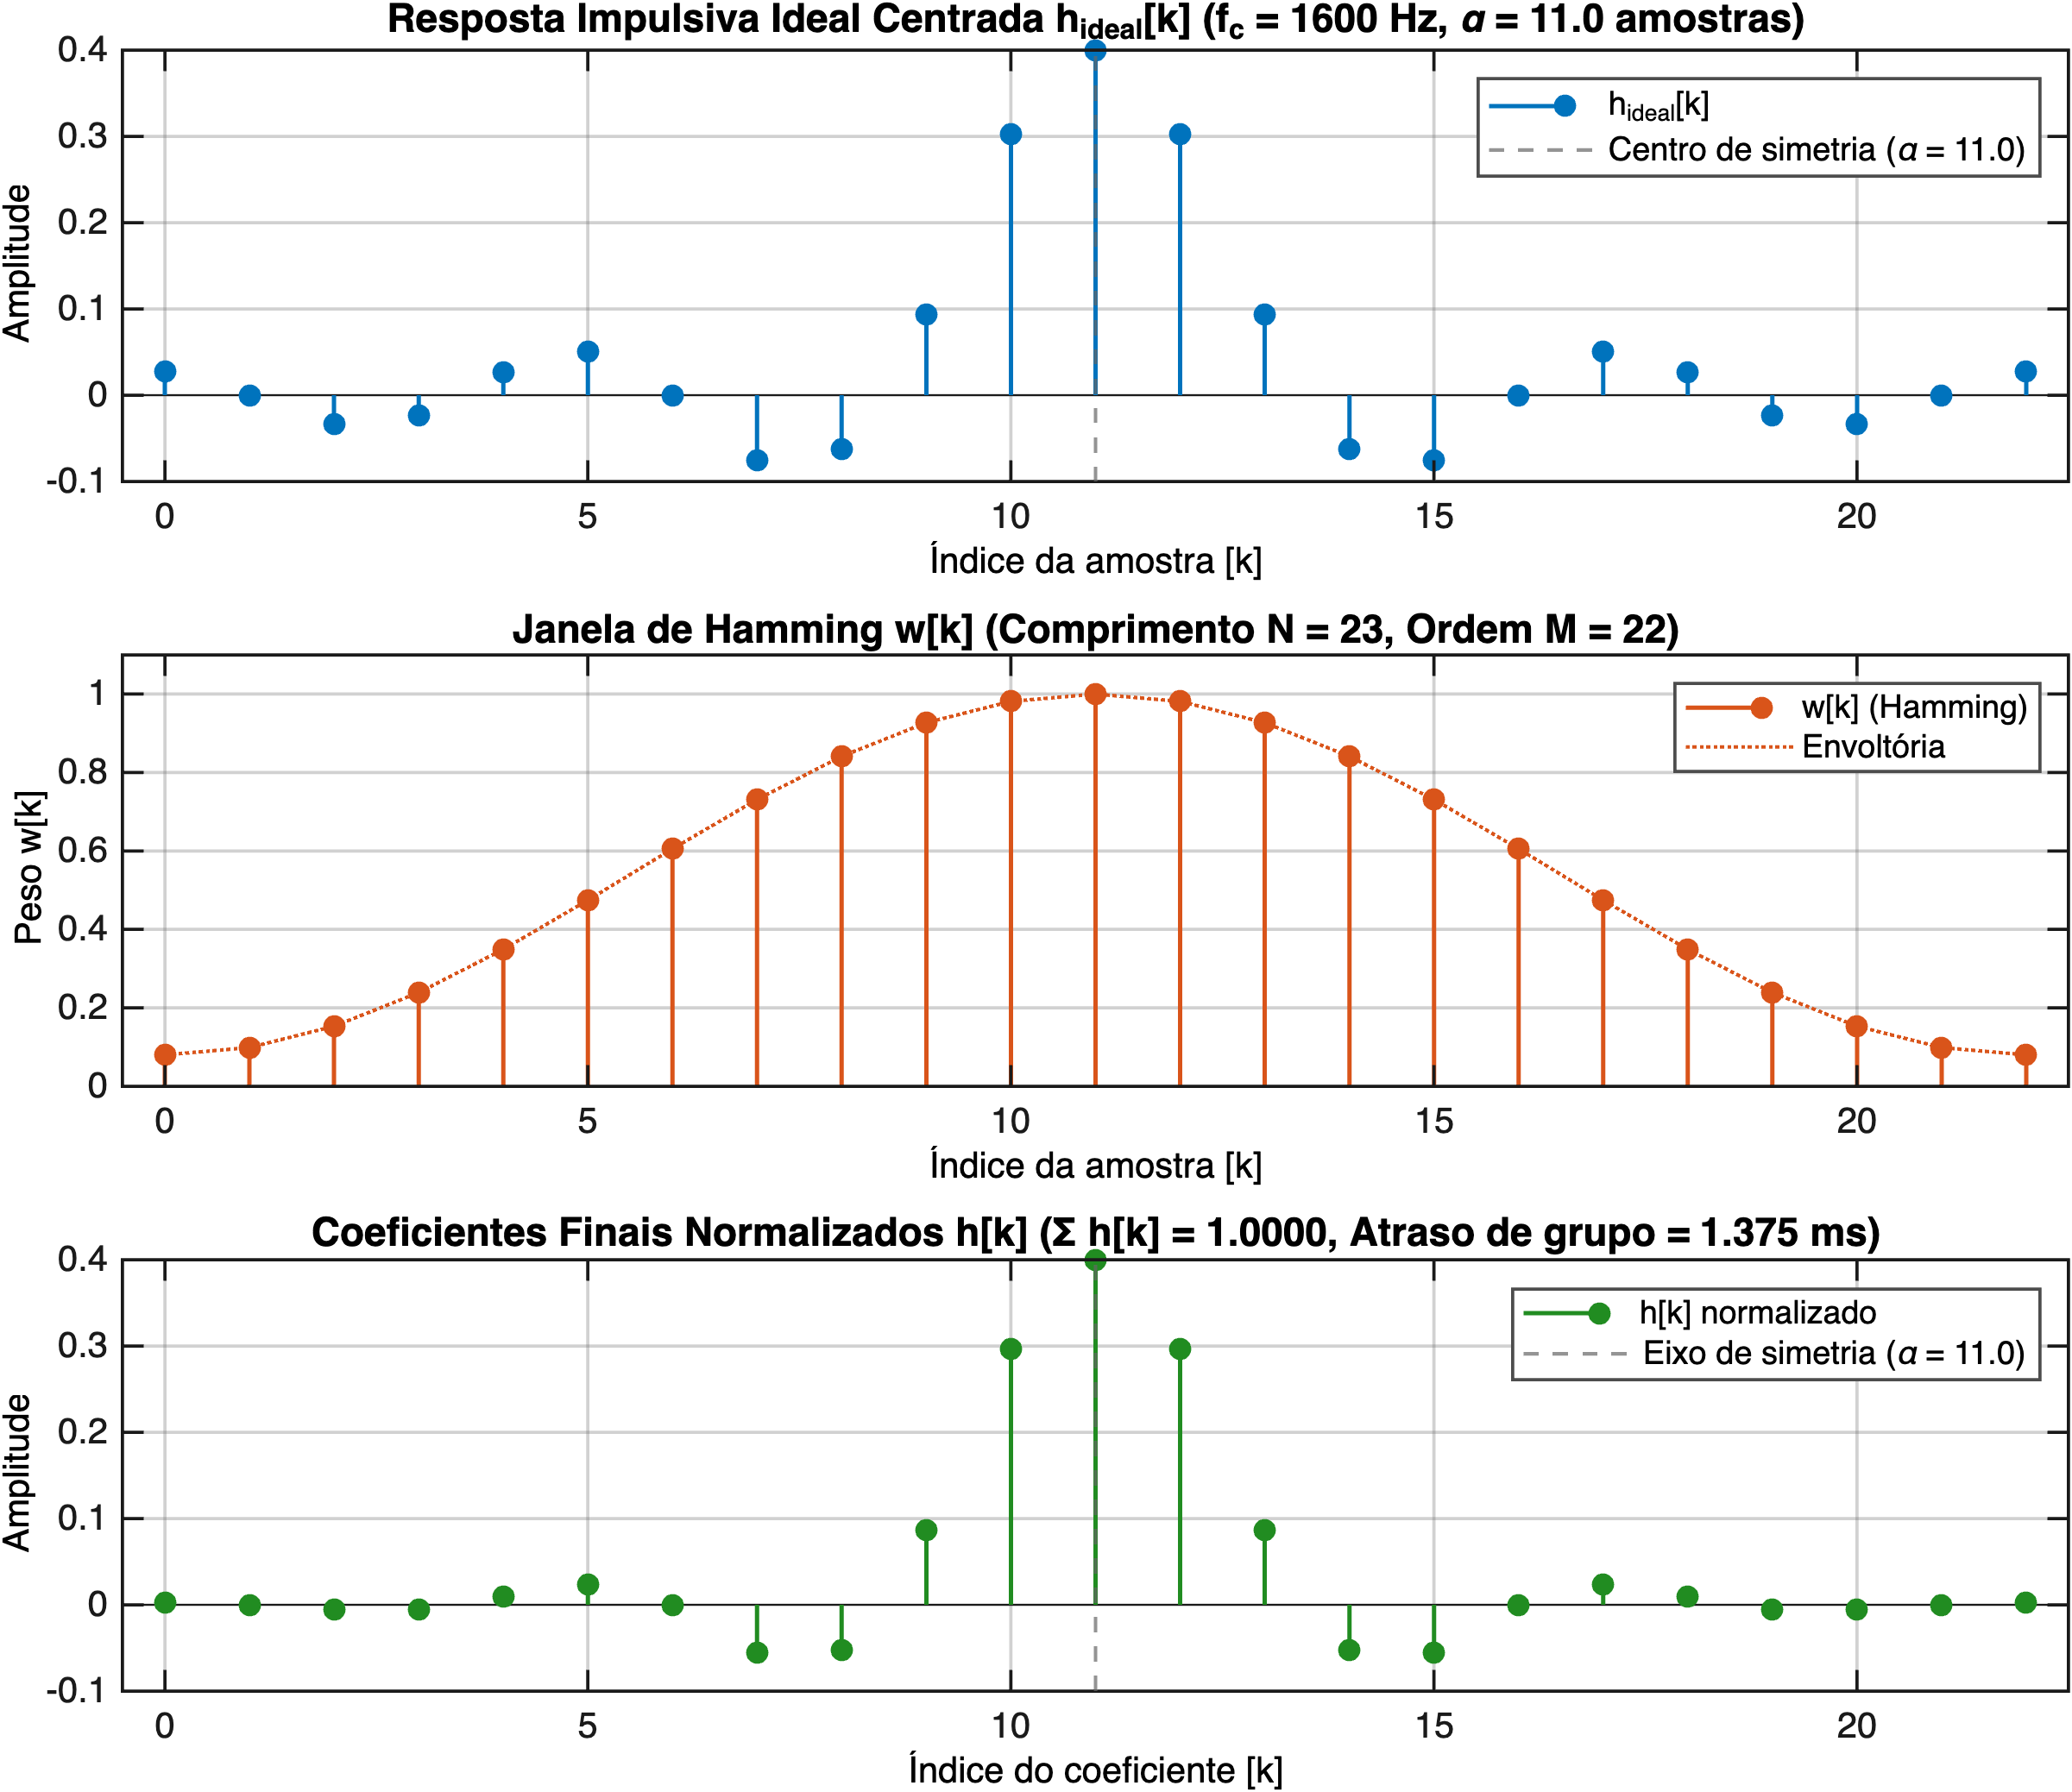 Resposta Impulsiva Ideal Centrada h_ideal[k] (f_c = 1600 Hz, α = 11.0 amostras)
0.4
0.3
0.2
0.1
0
-0.1
Amplitude
h_ideal[k]
Centro de simetria (α = 11.0)
0 5 10 15 20
Índice da amostra [k]
Janela de Hamming w[k] (Comprimento N = 23, Ordem M = 22)
1
0.8
0.6
0.4
0.2
0
Peso w[k]
w[k] (Hamming)
Envoltória
0 5 10 15 20
Índice da amostra [k]
Coeficientes Finais Normalizados h[k] (Σ h[k] = 1.0000, Atraso de grupo = 1.375 ms)
0.4
0.3
0.2
0.1
0
-0.1
Amplitude
h[k] normalizado
Eixo de simetria (α = 11.0)
0 5 10 15 20
Índice do coeficiente [k]